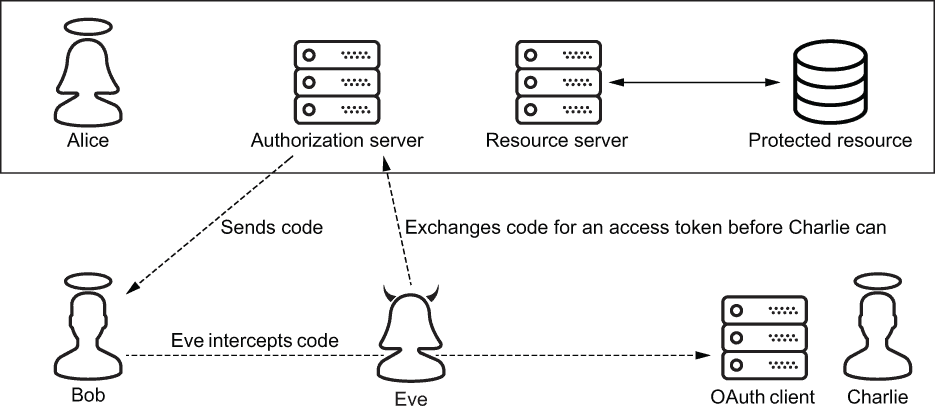 Alice
Authorization server
Resource server
Protected resource
Sends code
Exchanges code for an access token before Charlie can
Eve intercepts code
Bob
Eve
OAuth client
Charlie